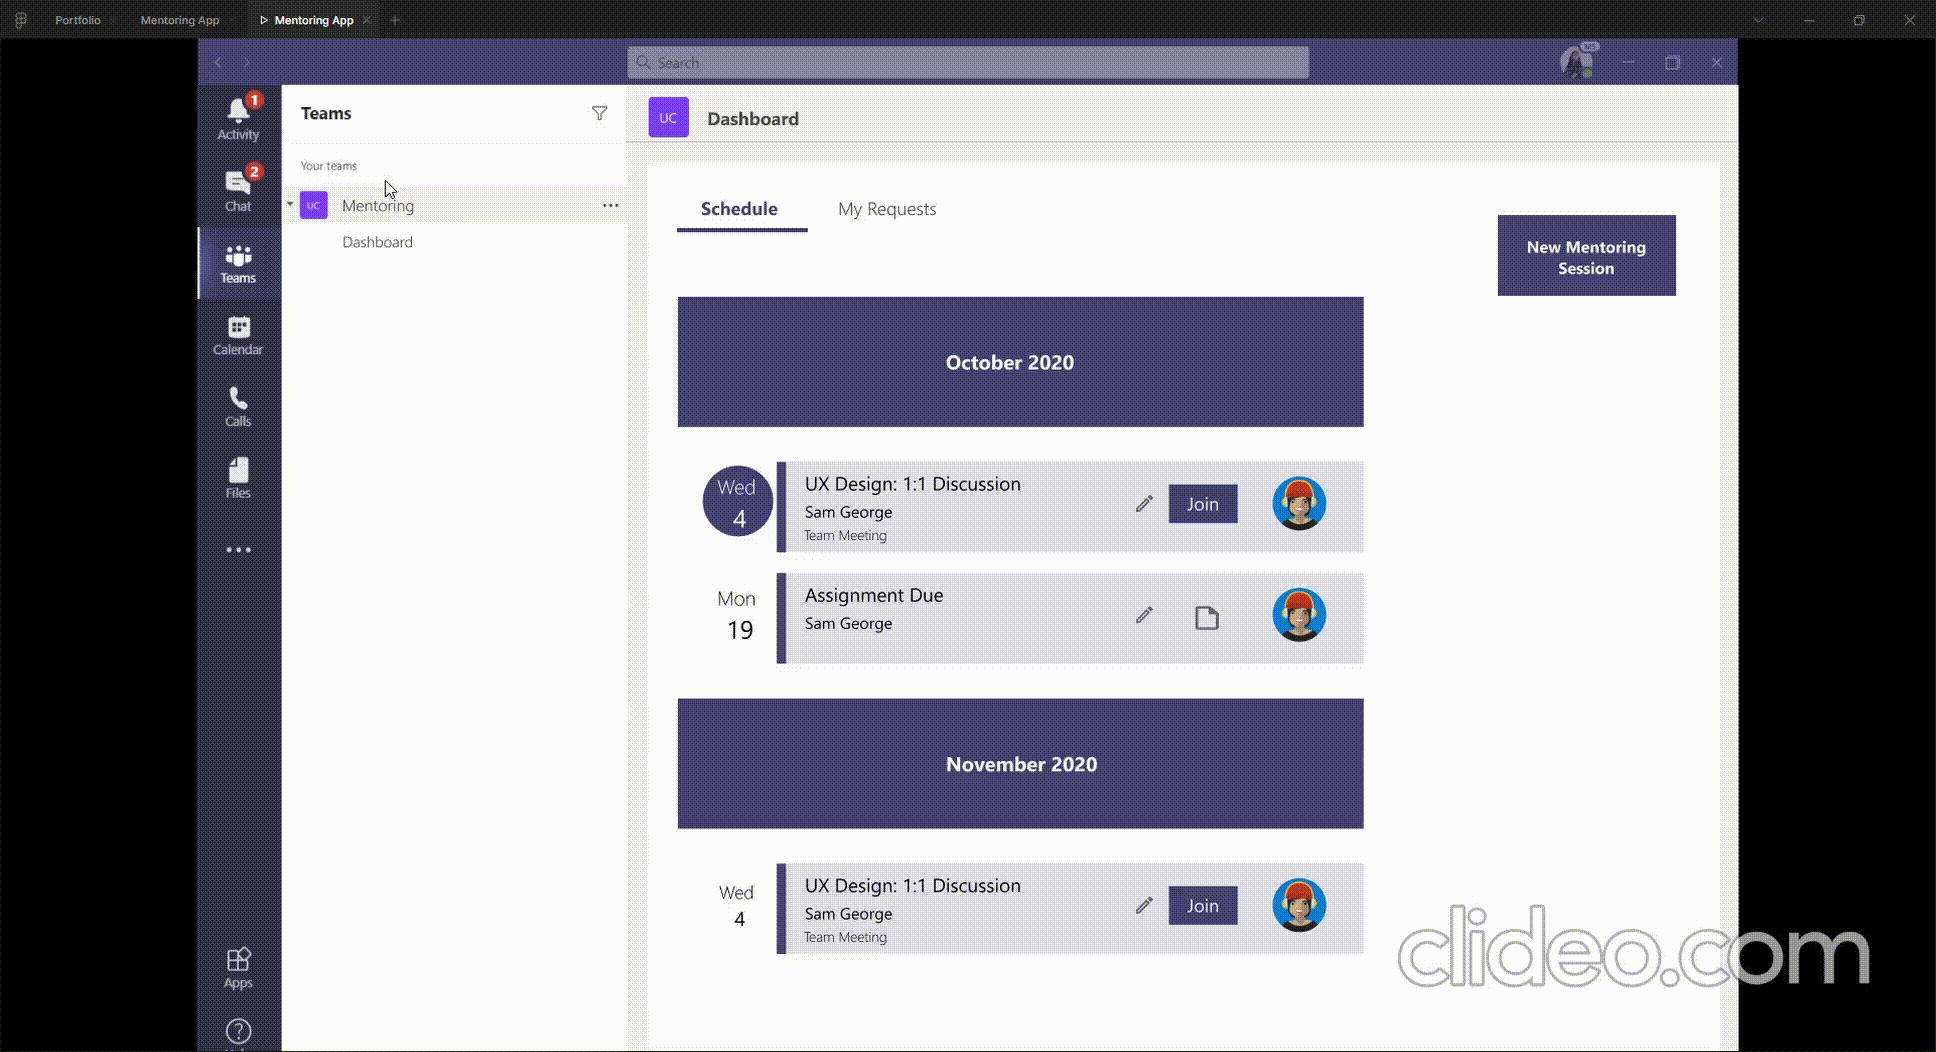 Portfolio
Mentoring App
Mentoring App
Search
MS
1
Activity
2
Chat
Teams
Calendar
Calls
Files
Apps
Teams
Your teams
UC
Mentoring
Dashboard
UC
Dashboard
Schedule
My Requests
New Mentoring
Session
October 2020
Wed
4
UX Design: 1:1 Discussion
Sam George
Team Meeting
Join
Mon
19
Assignment Due
Sam George
November 2020
Wed
4
UX Design: 1:1 Discussion
Sam George
Team Meeting
Join
clideo.com